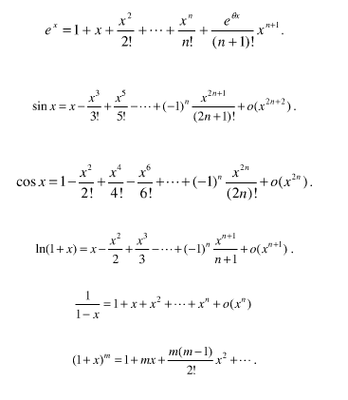 e^x = 1 + x + x^2/2! + ··· + x^n/n! + e^{θx}/(n+1)! x^{n+1}.
sin x = x − x^3/3! + x^5/5! − ··· + (−1)^n x^{2n+1}/(2n+1)! + o(x^{2n+2}).
cos x = 1 − x^2/2! + x^4/4! − x^6/6! + ··· + (−1)^n x^{2n}/(2n)! + o(x^{2n}).
ln(1+x) = x − x^2/2 + x^3/3 − ··· + (−1)^n x^{n+1}/n+1 + o(x^{n+1}).
1/1−x = 1 + x + x^2 + ··· + x^n + o(x^n)
(1+x)^m = 1 + mx + m(m−1)/2! x^2 + ··· .